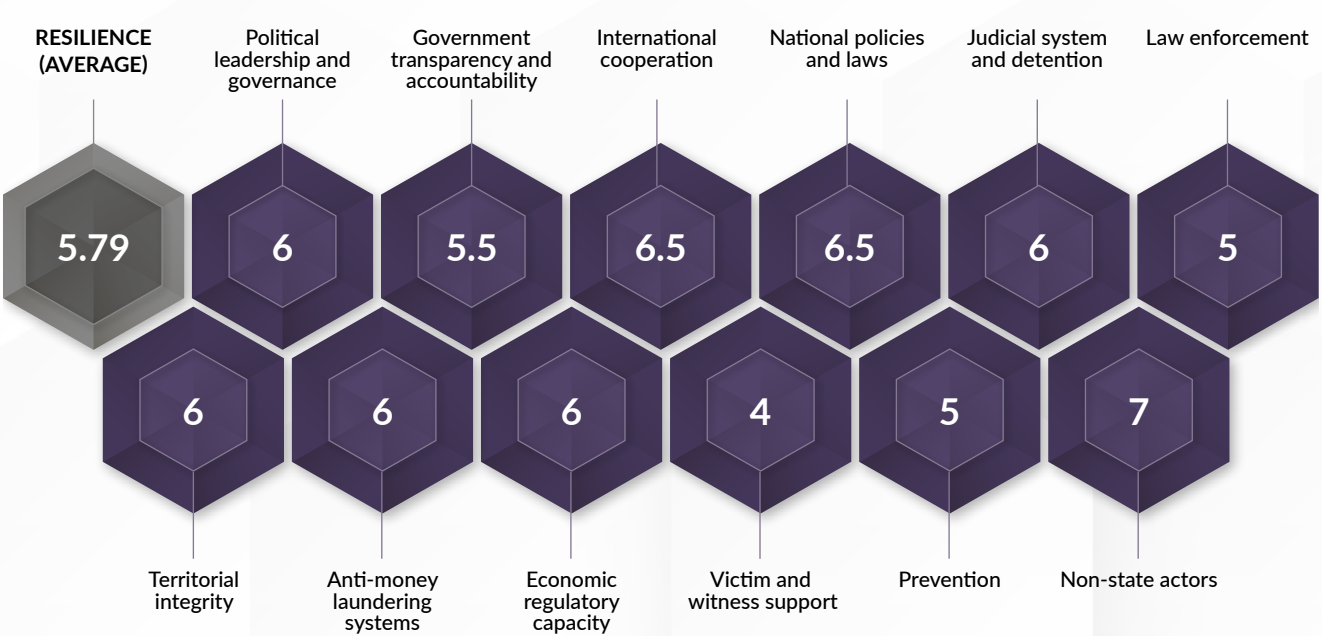 RESILIENCE
(AVERAGE)
Political
leadership and
governance
Government
transparency and
accountability
International
cooperation
National policies
and laws
Judicial system
and detention
Law enforcement
5.79
6
5.5
6.5
6.5
6
5
6
6
6
4
5
7
Territorial
integrity
Anti-money
laundering
systems
Economic
regulatory
capacity
Victim and
witness support
Prevention
Non-state actors